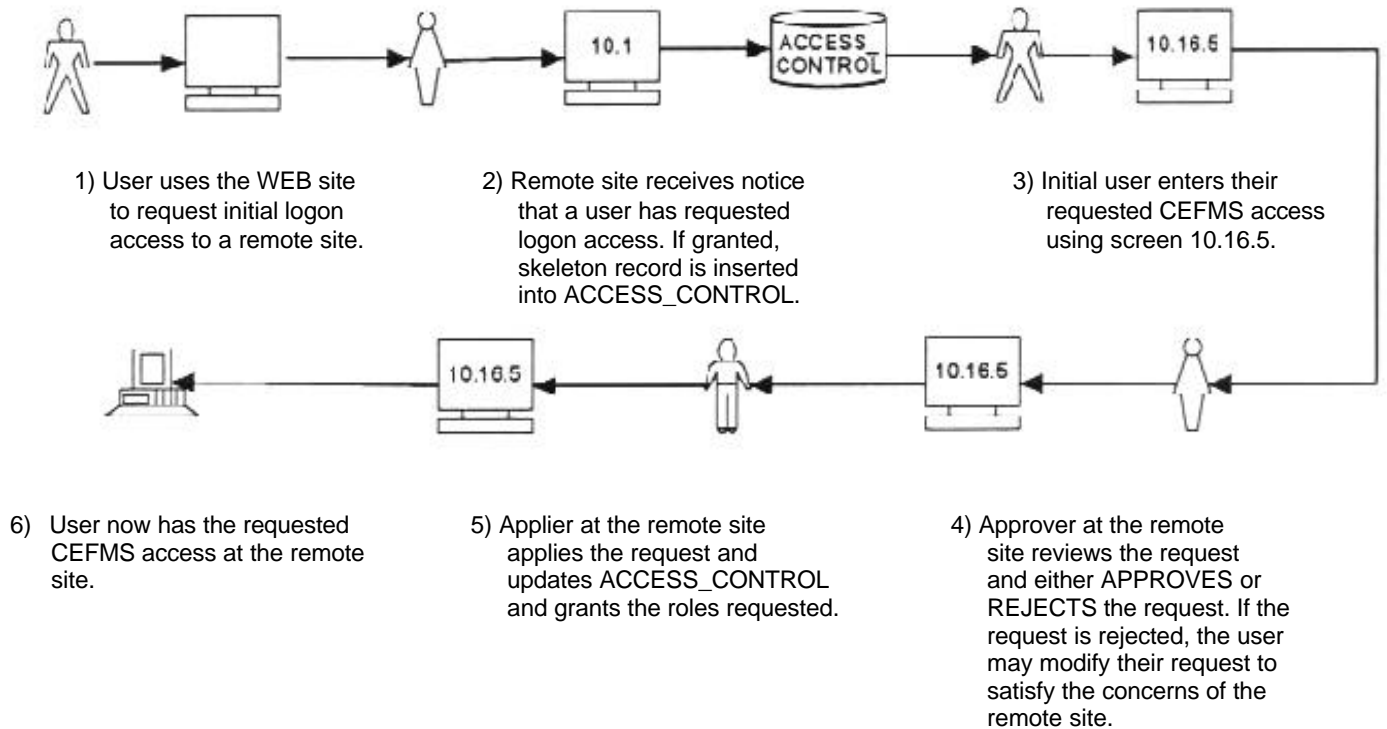 10.1
ACCESS_
CONTROL
10.16.5
1) User uses the WEB site
to request initial logon
access to a remote site.
2) Remote site receives notice
that a user has requested
logon access. If granted,
skeleton record is inserted
into ACCESS_CONTROL.
3) Initial user enters their
requested CEFMS access
using screen 10.16.5.
10.16.5
10.16.5
6) User now has the requested
CEFMS access at the remote
site.
5) Applier at the remote site
applies the request and
updates ACCESS_CONTROL
and grants the roles requested.
4) Approver at the remote
site reviews the request
and either APPROVES or
REJECTS the request. If the
request is rejected, the user
may modify their request to
satisfy the concerns of the
remote site.